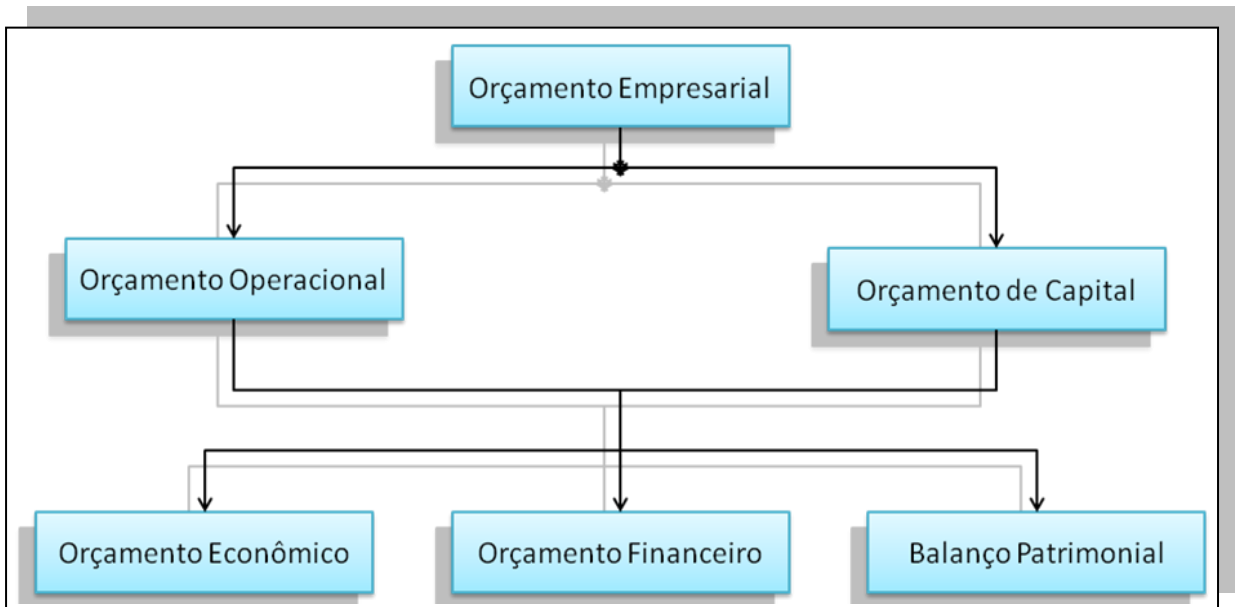 Orçamento Empresarial
Orçamento Operacional
Orçamento de Capital
Orçamento Econômico
Orçamento Financeiro
Balanço Patrimonial